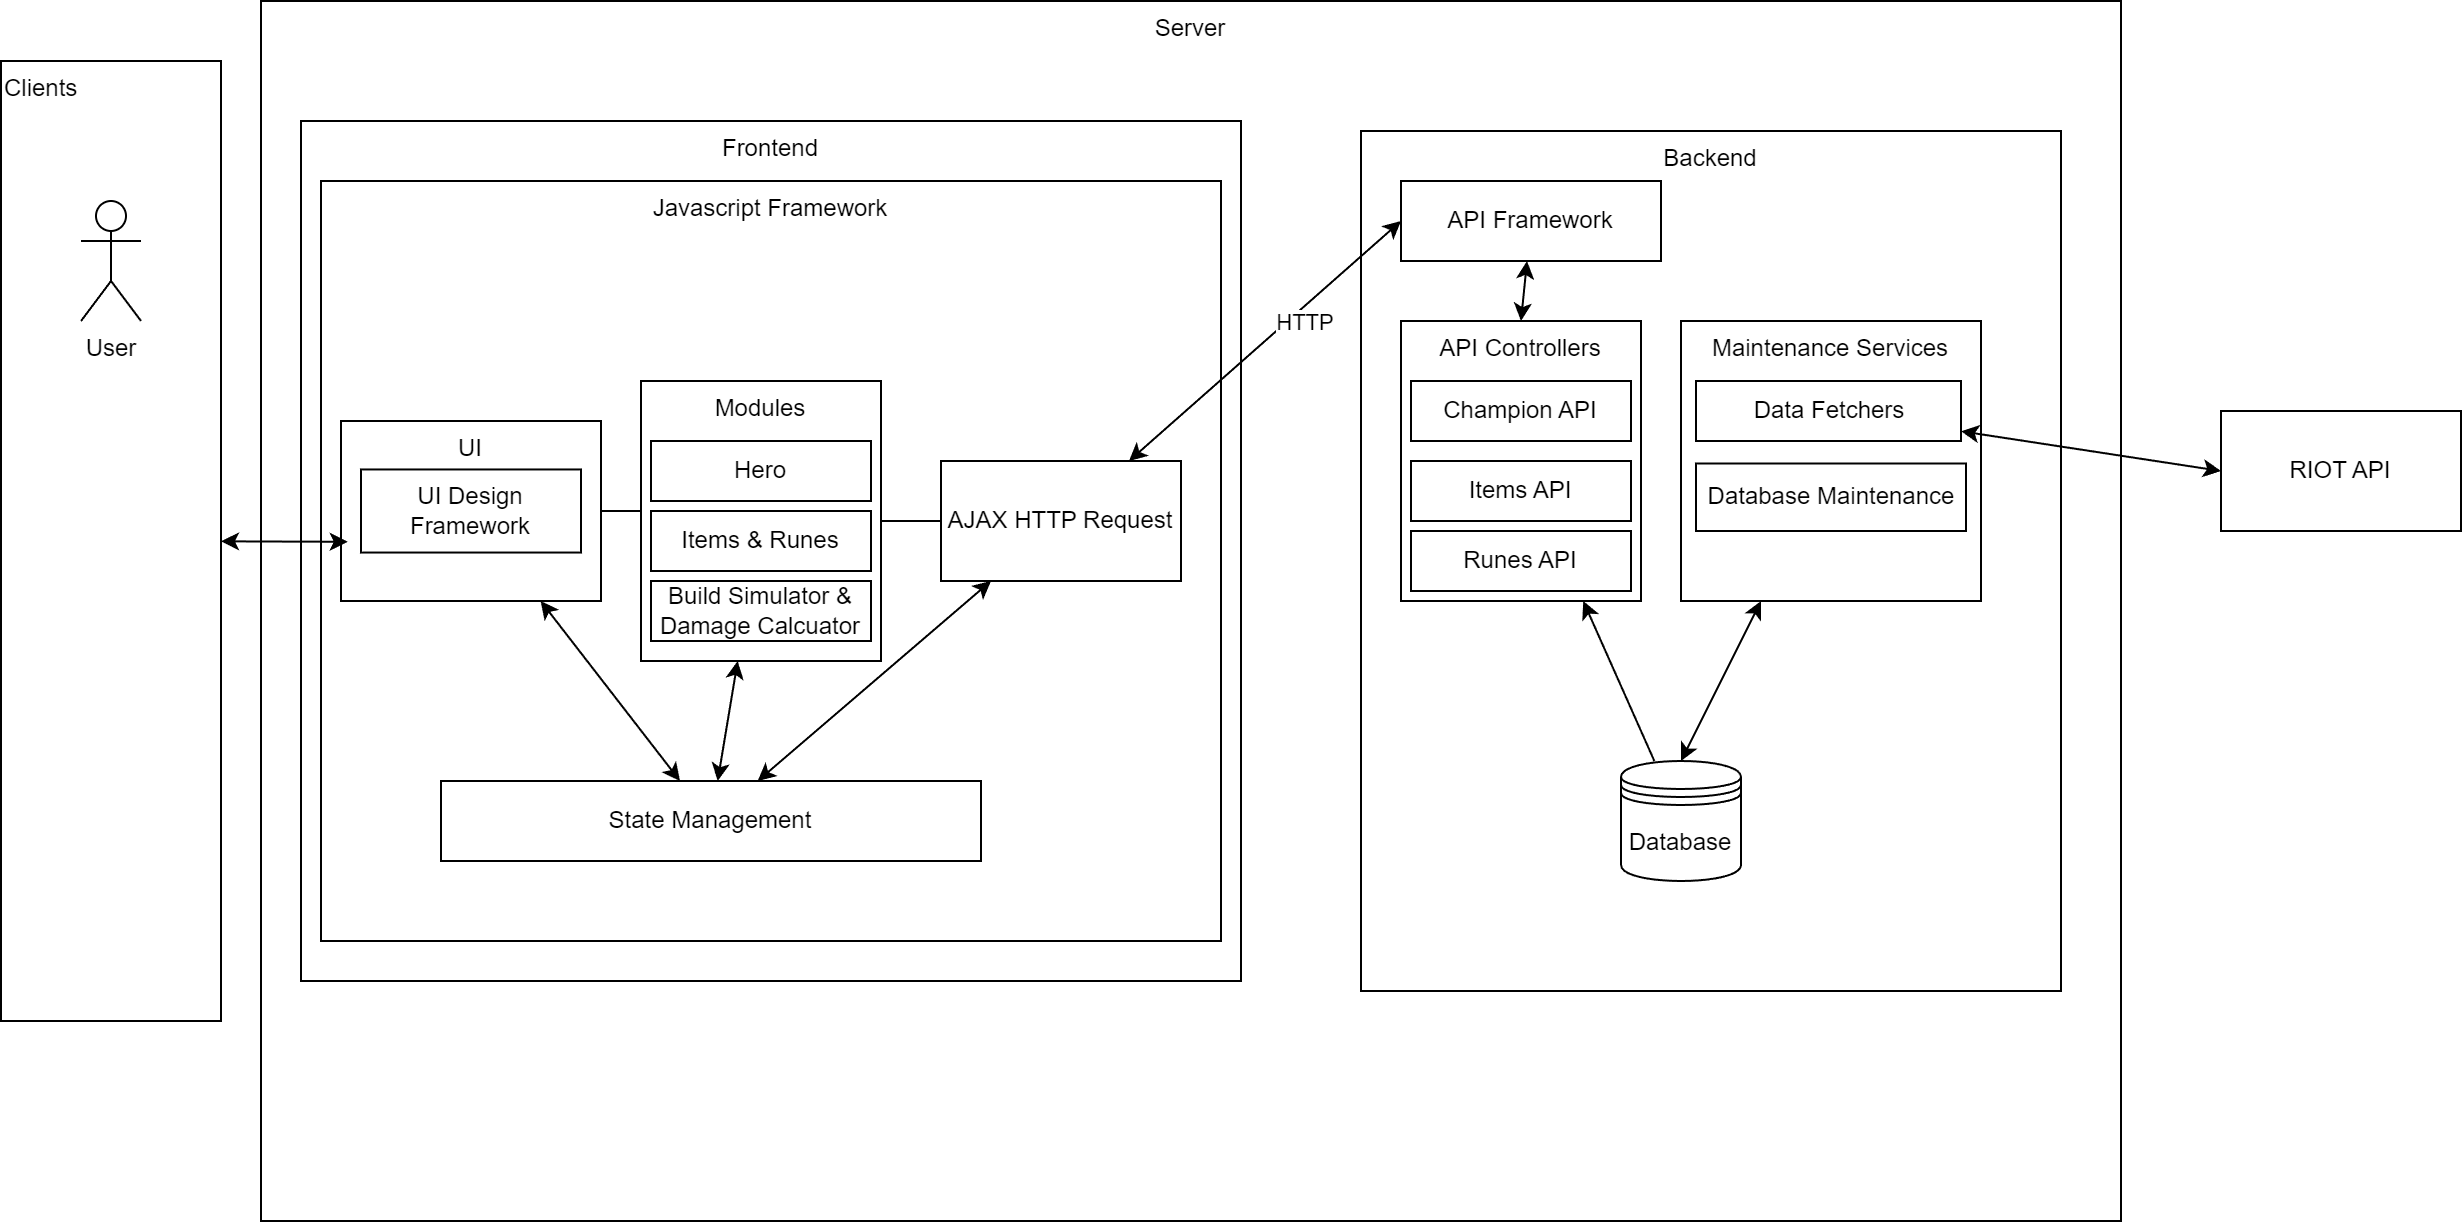 Server
Clients
User
Frontend
Javascript Framework
UI
UI Design
Framework
Modules
Hero
Items & Runes
Build Simulator &
Damage Calcuator
AJAX HTTP Request
State Management
HTTP
Backend
API Framework
API Controllers
Champion API
Items API
Runes API
Maintenance Services
Data Fetchers
Database Maintenance
Database
RIOT API